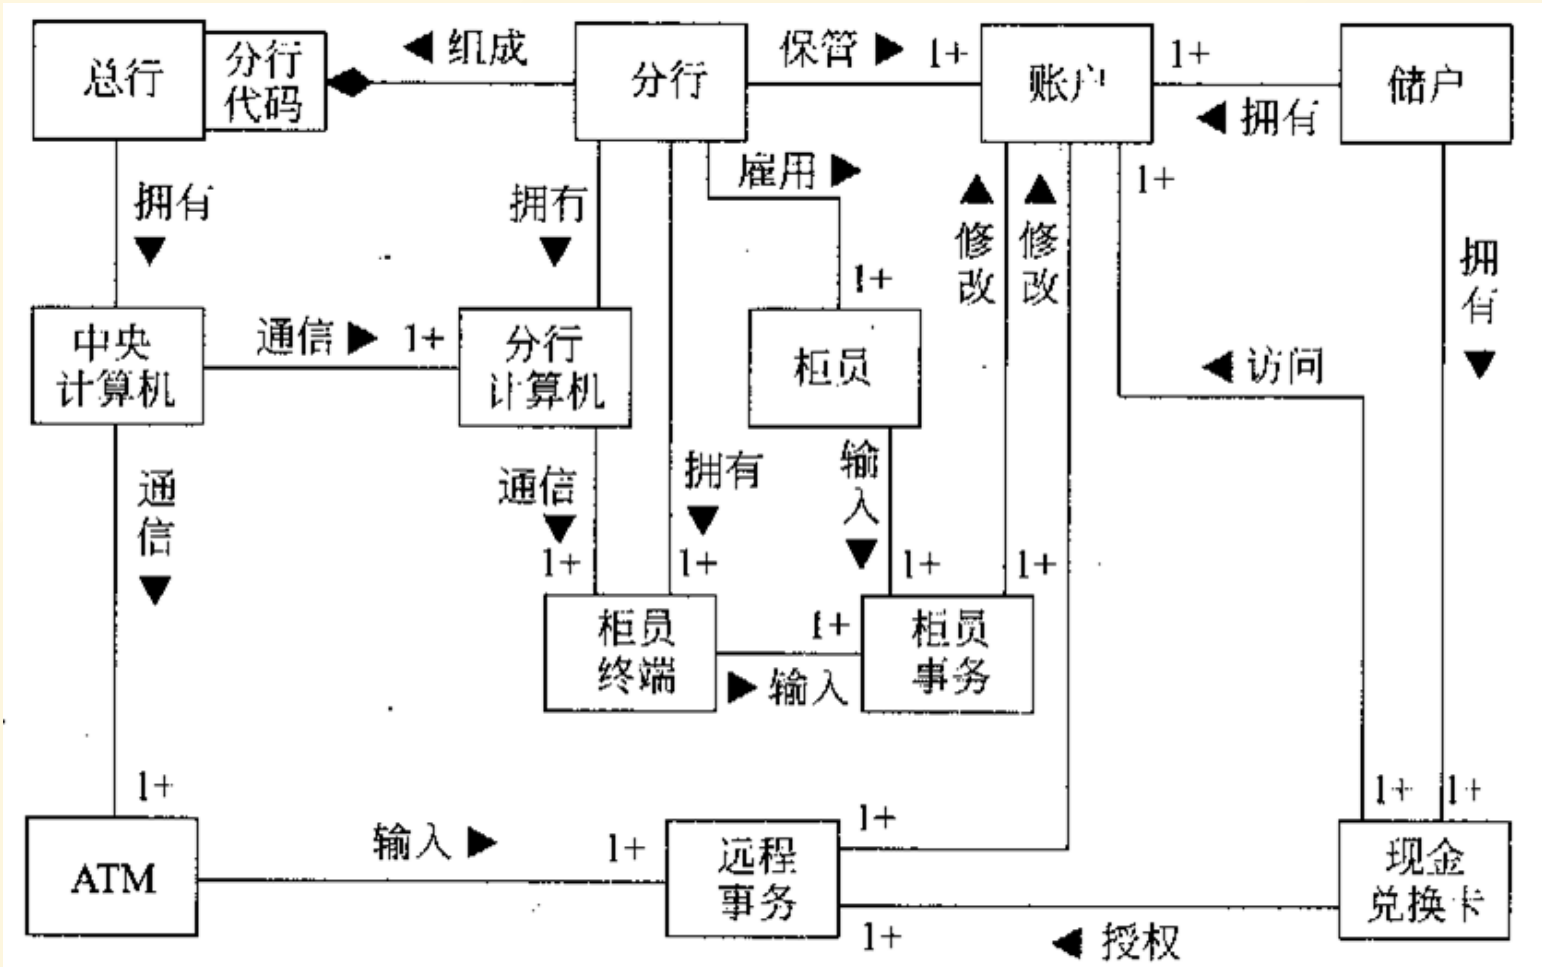 总行
分行
代码
◀ 组成
分行
保管 ▶
1+
账户
1+
◀ 拥有
储户
拥有
▼
拥有
▼
雇用 ▶
1+
▲
修
改
▲
修
改
1+
拥
有
▼
中央
计算机
通信 ▶
1+
分行
计算机
柜员
◀ 访问
通
信
▼
通信
▼
1+
拥有
▼
1+
输
入
▼
1+
1+
柜员
终端
1+
▶ 输入
柜员
事务
1+
ATM
输入 ▶
1+
远程
事务
1+
1+
◀ 授权
1+
1+
现金
兑换卡